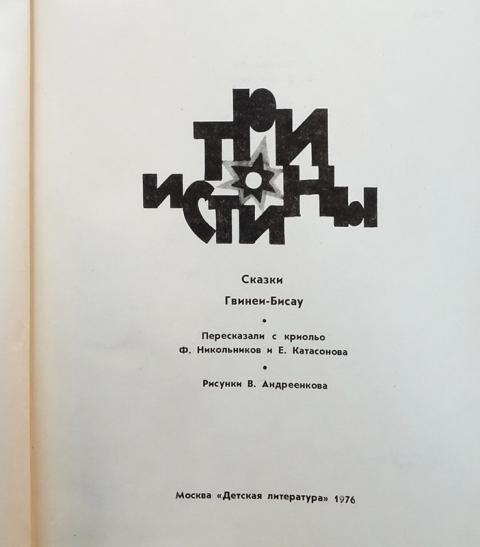 ТРИ
ИСТИНЫ
Сказки
Гвинеи-Бисау
Пересказали с криольо
Ф. Никольников и Е. Катасонова
Рисунки В. Андреенкова
Москва «Детская литература» 1976